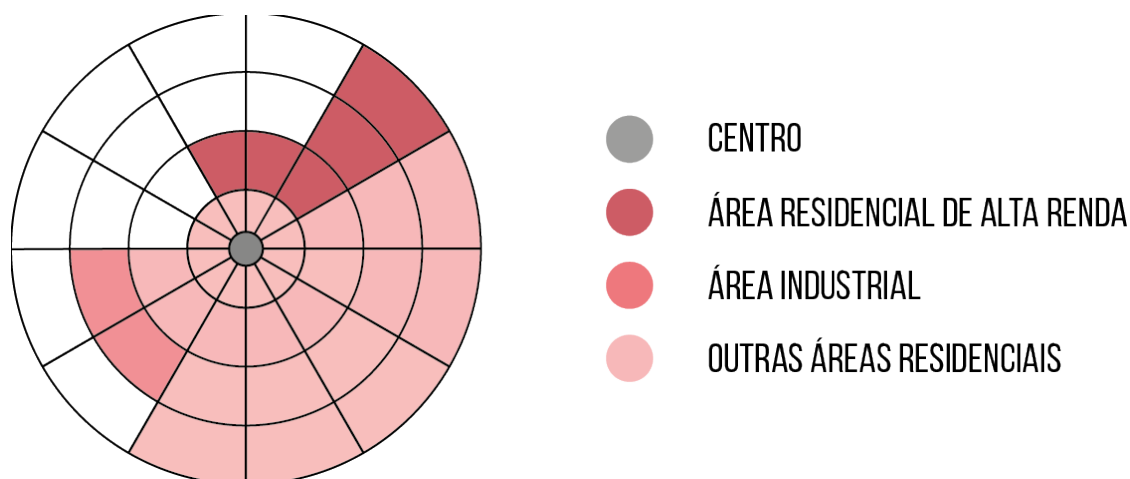 CENTRO
ÁREA RESIDENCIAL DE ALTA RENDA
ÁREA INDUSTRIAL
OUTRAS ÁREAS RESIDENCIAIS